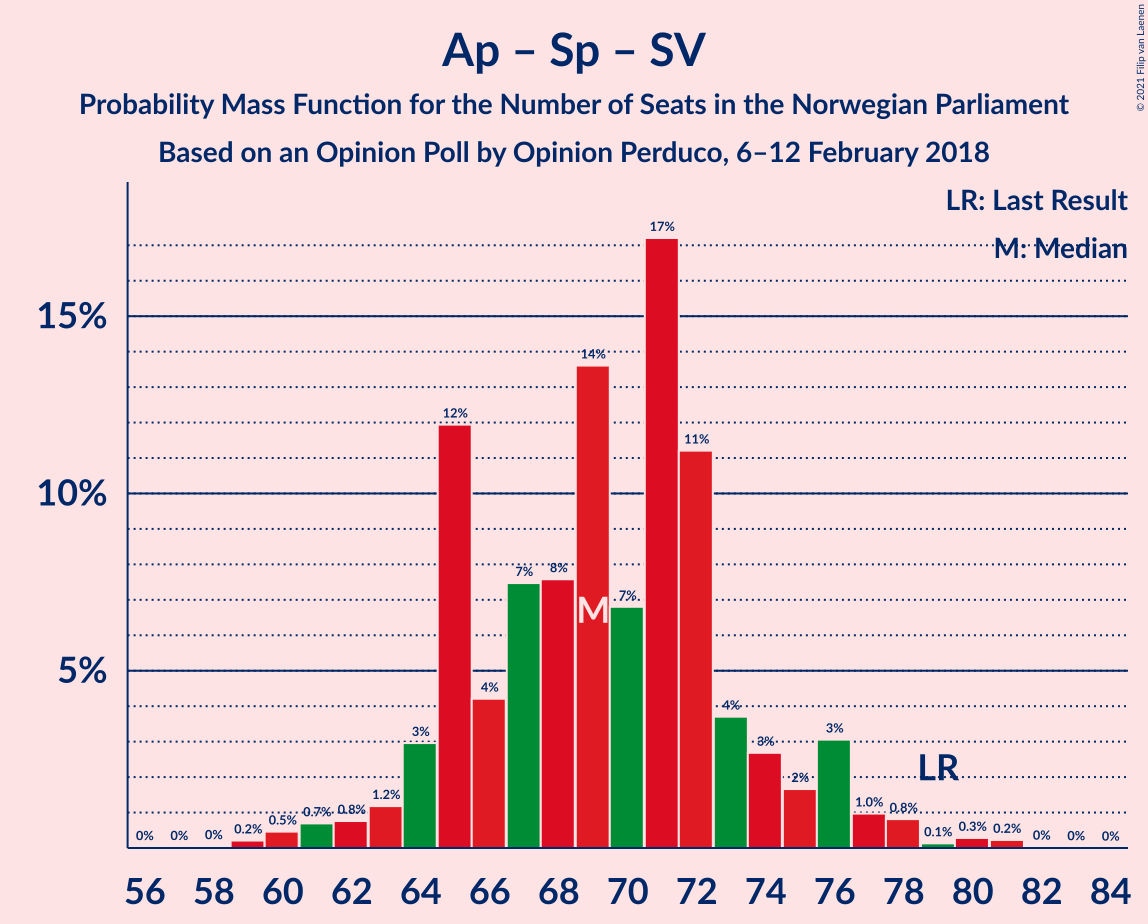 Ap – Sp – SV
Probability Mass Function for the Number of Seats in the Norwegian Parliament
Based on an Opinion Poll by Opinion Perduco, 6–12 February 2018
© 2021 Filip van Laenen
LR: Last Result
M: Median
15%
10%
5%
0% 0% 0% 0.2% 0.5% 0.7% 0.8% 1.2% 3% 12% 4% 7% 8% 14% 7% 17% 11% 4% 3% 2% 3% 1.0% 0.8% 0.1% 0.3% 0.2% 0% 0% 0%
M
LR
56 58 60 62 64 66 68 70 72 74 76 78 80 82 84